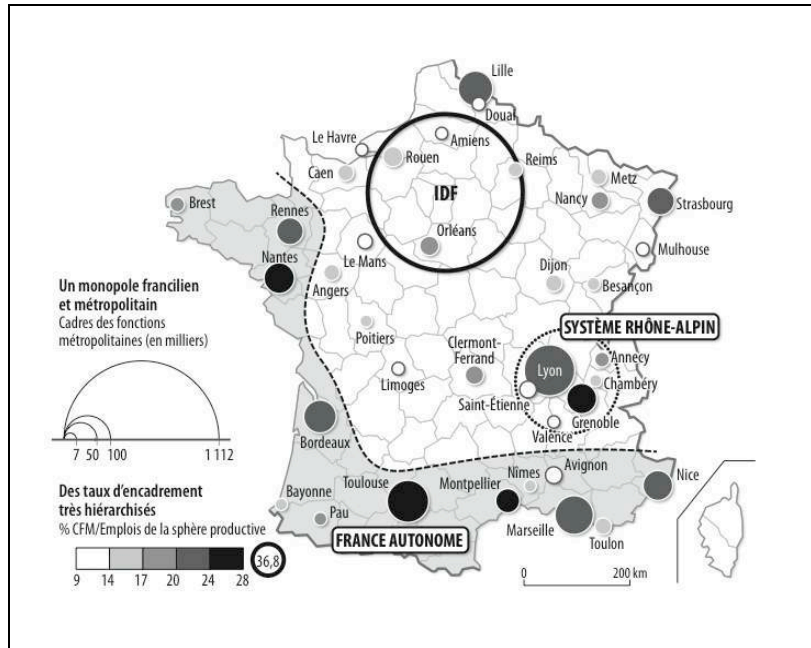 Lille
Douai
Le Havre
Amiens
Rouen
Reims
Caen
Metz
IDF
Nancy
Strasbourg
Brest
Rennes
Orléans
Mulhouse
Nantes
Le Mans
Dijon
Angers
Besançon
Un monopole francilien
et métropolitain
Cadres des fonctions
métropolitaines (en milliers)
SYSTÈME RHÔNE-ALPIN
Poitiers
Clermont-
Ferrand
Annecy
Lyon
Chambéry
Limoges
Saint-Étienne
Grenoble
Valence
7 50 100 1 112
Bordeaux
Des taux d'encadrement
très hiérarchisés
% CFM/Emplois de la sphère productive
Toulouse
Montpellier
Nîmes
Avignon
Nice
Bayonne
Pau
Marseille
Toulon
FRANCE AUTONOME
36,8
9 14 17 20 24 28
0 200 km